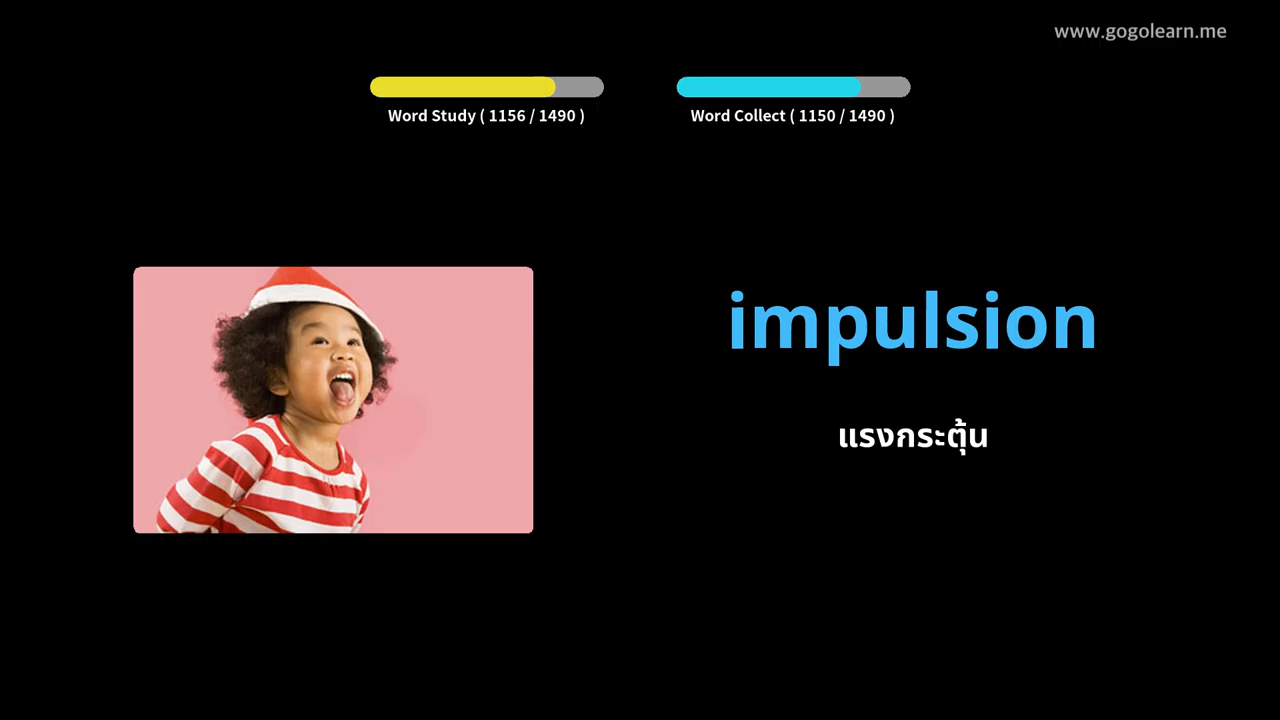 www.gogolearn.me
Word Study ( 1156 / 1490 )
Word Collect ( 1150 / 1490 )
impulsion
แรงกระตุ้น